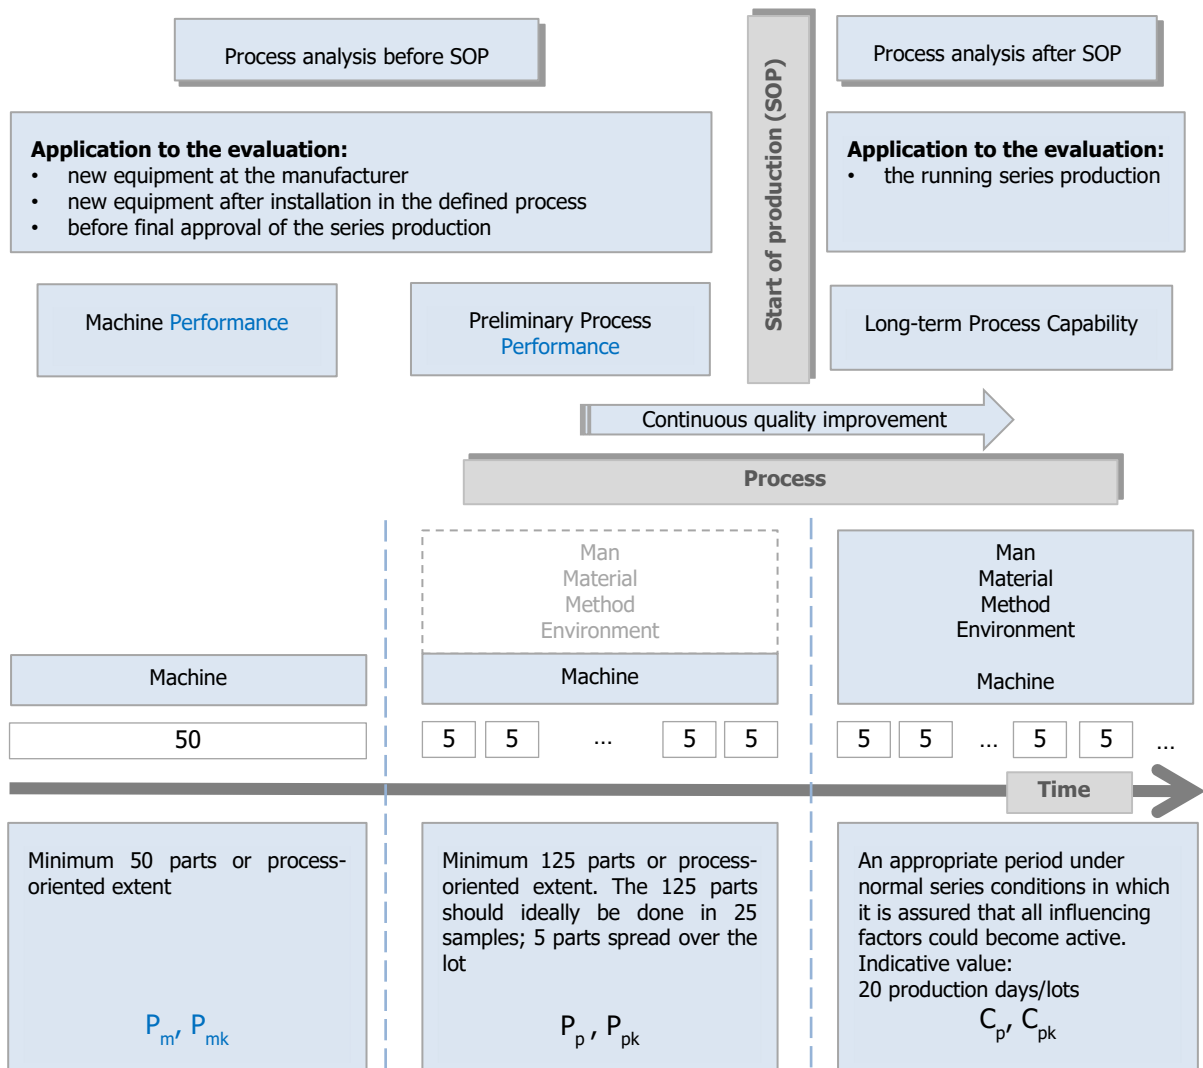 Process analysis before SOP
Start of production (SOP)
Process analysis after SOP
Application to the evaluation:
• new equipment at the manufacturer
• new equipment after installation in the defined process
• before final approval of the series production
Application to the evaluation:
• the running series production
Machine Performance
Preliminary Process
Performance
Long-term Process Capability
Continuous quality improvement
Process
Man
Material
Method
Environment
Machine
Man
Material
Method
Environment
Machine
Machine
50
5 5 ... 5 5
5 5 ... 5 5 ...
Time
Minimum 50 parts or process-
oriented extent
Pm, Pmk
Minimum 125 parts or process-
oriented extent. The 125 parts
should ideally be done in 25
samples; 5 parts spread over the
lot
Pp, Ppk
An appropriate period under
normal series conditions in which
it is assured that all influencing
factors could become active.
Indicative value:
20 production days/lots
Cp, Cpk